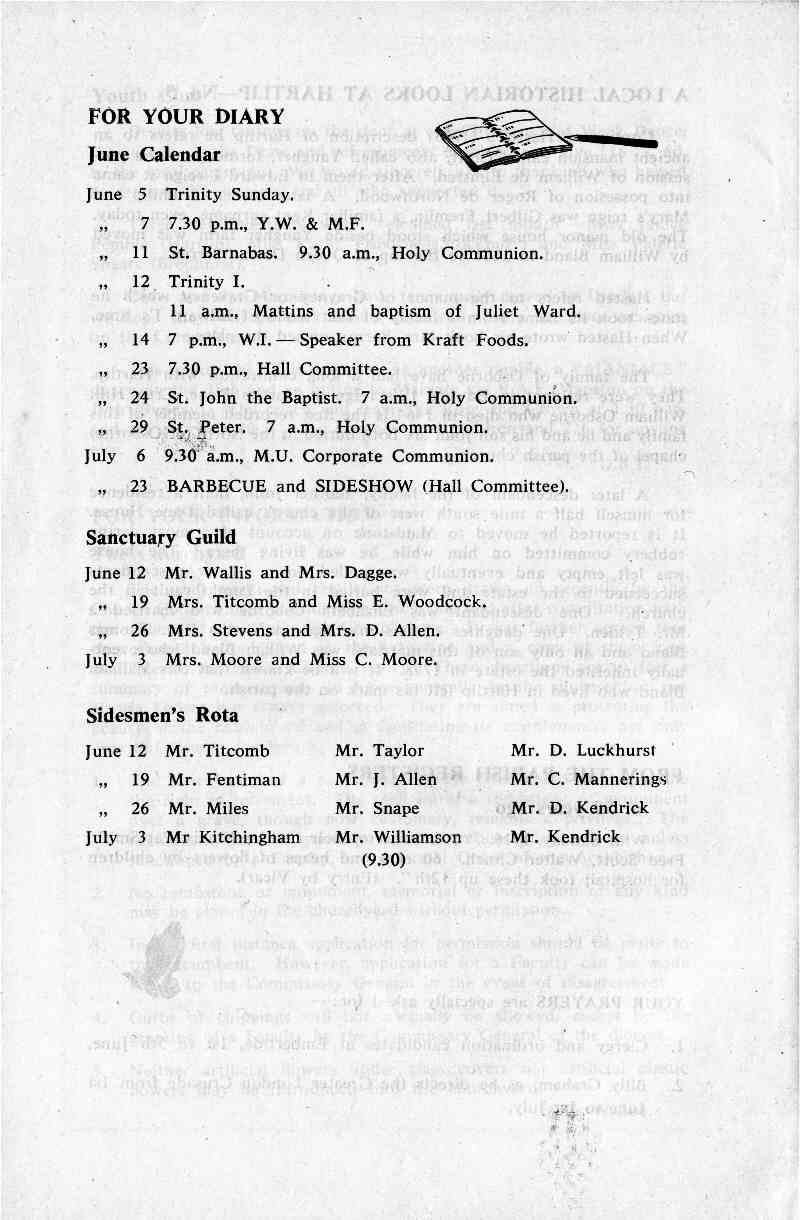 FOR YOUR DIARY
June Calendar
June 5 Trinity Sunday.
„ 7 7.30 p.m., Y.W. & M.F.
„ 11 St. Barnabas. 9.30 a.m., Holy Communion.
„ 12 Trinity I.
11 a.m., Mattins and baptism of Juliet Ward.
„ 14 7 p.m., W.I. — Speaker from Kraft Foods.
„ 23 7.30 p.m., Hall Committee.
„ 24 St. John the Baptist. 7 a.m., Holy Communion.
„ 29 St. Peter. 7 a.m., Holy Communion.
July 6 9.30 a.m., M.U. Corporate Communion.
„ 23 BARBECUE and SIDESHOW (Hall Committee).
Sanctuary Guild
June 12 Mr. Wallis and Mrs. Dagge.
„ 19 Mrs. Titcomb and Miss E. Woodcock.
„ 26 Mrs. Stevens and Mrs. D. Allen.
July 3 Mrs. Moore and Miss C. Moore.
Sidesmen's Rota
June 12 Mr. Titcomb Mr. Taylor Mr. D. Luckhurst
„ 19 Mr. Fentiman Mr. J. Allen Mr. C. Mannerings
„ 26 Mr. Miles Mr. Snape Mr. D. Kendrick
July 3 Mr Kitchingham Mr. Williamson Mr. Kendrick
(9.30)